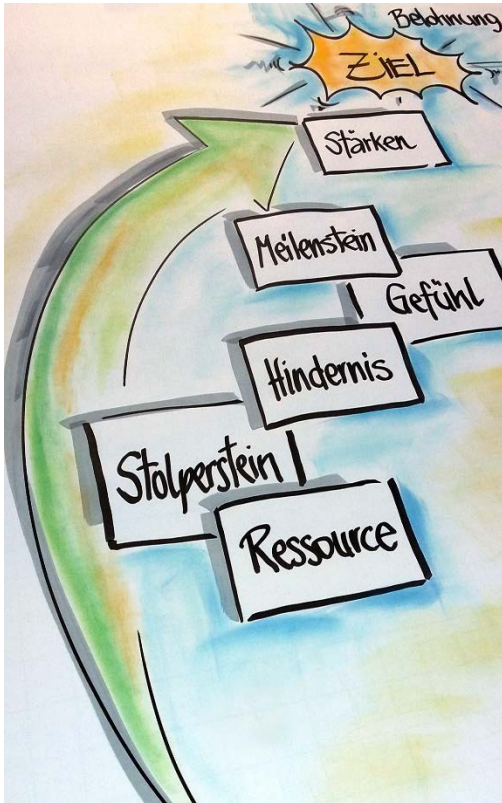 Belohnung
ZIEL
Stärken
Meilenstein
Gefühl
Hindernis
Stolperstein
Ressource